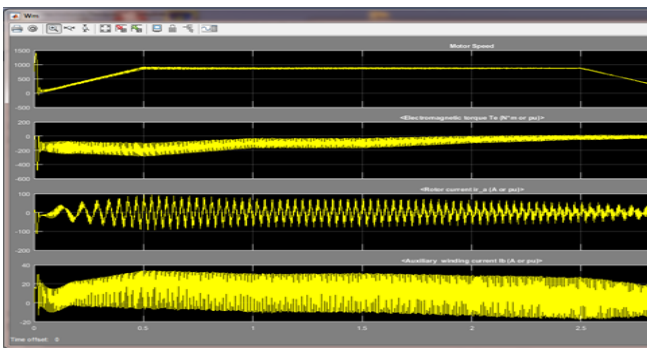 Wm
Motor Speed
1500
1000
500
0
-500
<Electromagnetic torque Te (N*m or pu)>
200
0
-200
-400
-600
<Rotor current ir_a (A or pu)>
100
0
-100
-200
<Auxiliary winding current Ib (A or pu)>
40
20
0
-20
0 0.5 1 1.5 2 2.5
Time offset: 0